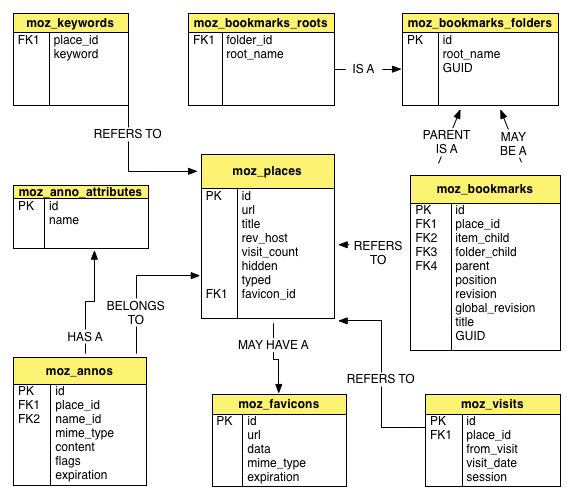 moz_keywords
FK1 place_id
keyword
moz_bookmarks_roots
FK1 folder_id
root_name
moz_bookmarks_folders
PK id
root_name
GUID
IS A
REFERS TO
PARENT
IS A
MAY
BE A
moz_anno_attributes
PK id
name
moz_places
PK id
url
title
rev_host
visit_count
hidden
typed
FK1 favicon_id
moz_bookmarks
PK id
FK1 place_id
FK2 item_child
FK3 folder_child
FK4 parent
position
revision
global_revision
title
GUID
REFERS
TO
BELONGS
TO
HAS A
MAY HAVE A
REFERS TO
moz_annos
PK id
FK1 place_id
FK2 name_id
mime_type
content
flags
expiration
moz_favicons
PK id
url
data
mime_type
expiration
moz_visits
PK id
FK1 place_id
from_visit
visit_date
session